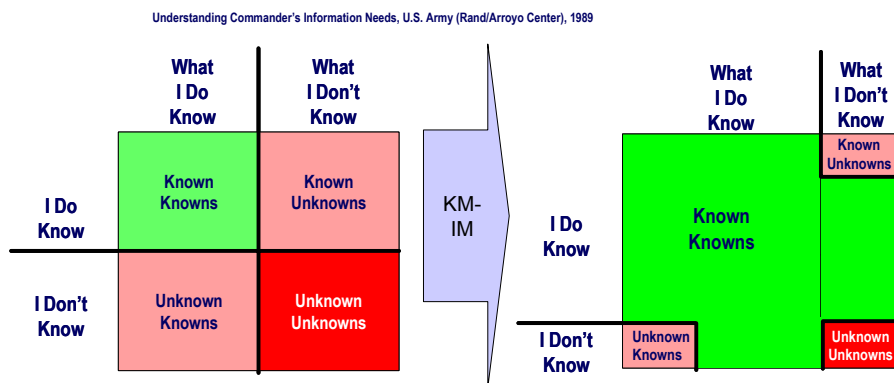 Understanding Commander's Information Needs, U.S. Army (Rand/Arroyo Center), 1989
What
I Do
Know
What
I Don't
Know
I Do
Know
Known
Knowns
Known
Unknowns
I Don't
Know
Unknown
Knowns
Unknown
Unknowns
KM-
IM
What
I Do
Know
What
I Don't
Know
Known
Unknowns
I Do
Know
Known
Knowns
I Don't
Know
Unknown
Knowns
Unknown
Unknowns